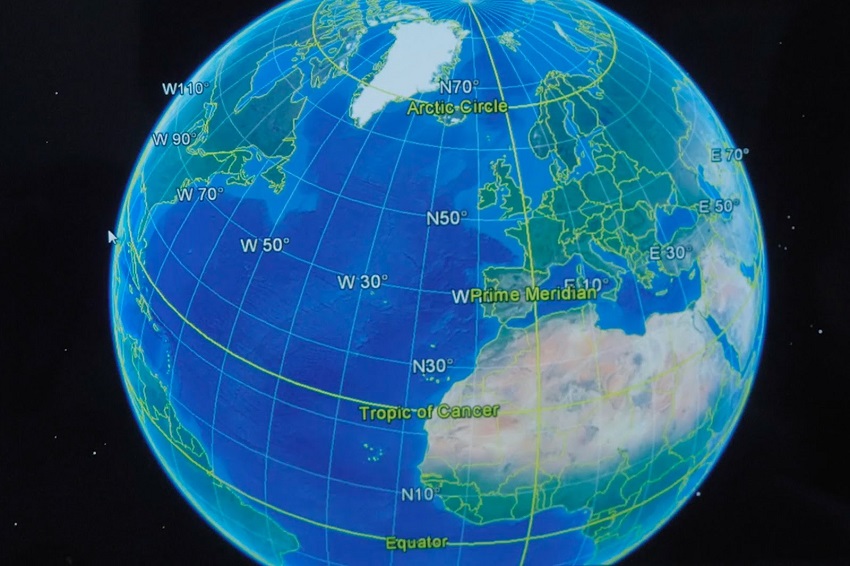 W110°
N70°
Arctic Circle
W 90°
E 70°
W 70°
E 50°
N50°
W 50°
E 30°
W 30°
E 10°
Prime Meridian
N30°
Tropic of Cancer
N10°
Equator